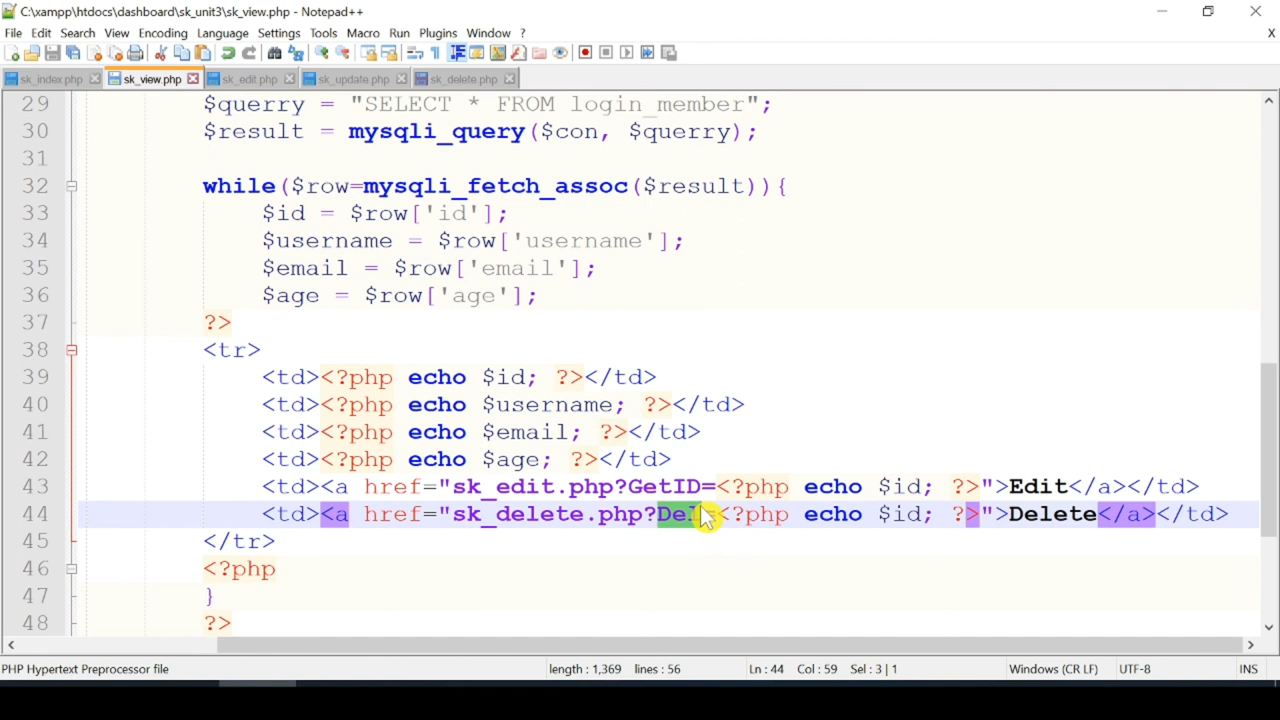 C:\xampp\htdocs\dashboard\sk_unit3\sk_view.php - Notepad++
File Edit Search View Encoding Language Settings Tools Macro Run Plugins Window ? X
sk_index.php sk_view.php sk_edit.php sk_update.php sk_delete.php
29 $querry = "SELECT * FROM login_member";
30 $result = mysqli_query($con, $querry);
31
32 while($row=mysqli_fetch_assoc($result)){
33 $id = $row['id'];
34 $username = $row['username'];
35 $email = $row['email'];
36 $age = $row['age'];
37 ?>
38 <tr>
39 <td><?php echo $id; ?></td>
40 <td><?php echo $username; ?></td>
41 <td><?php echo $email; ?></td>
42 <td><?php echo $age; ?></td>
43 <td><a href="sk_edit.php?GetID=<?php echo $id; ?>">Edit</a></td>
44 <td><a href="sk_delete.php?Del=<?php echo $id; ?>">Delete</a></td>
45 </tr>
46 <?php
47 }
48 ?>
PHP Hypertext Preprocessor file length : 1,369 lines : 56 Ln : 44 Col : 59 Sel : 3 | 1 Windows (CR LF) UTF-8 INS